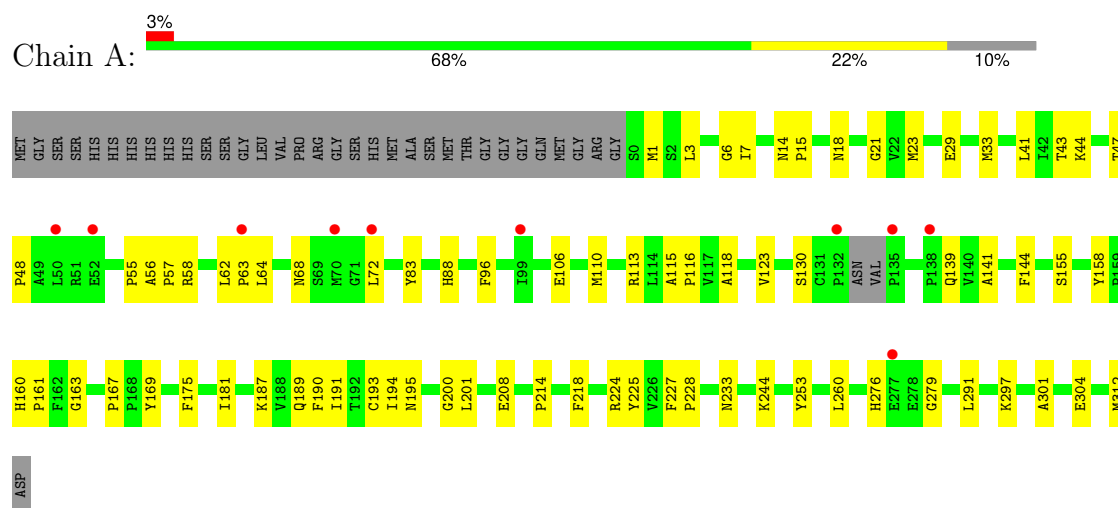 3%
Chain A:
68% 22% 10%
MET GLY SER SER HIS HIS HIS HIS HIS HIS SER SER GLY LEU VAL PRO ARG GLY SER HIS MET ALA SER MET THR GLY GLY GLY GLN MET GLY ARG GLY S0 M1 S2 L3 G6 I7 N14 P15 N18 G21 V22 M23 E29 M33 L41 I42 T43 K44 T47
P48 A49 L50 R51 E52 P55 A56 P57 R58 L62 P63 L64 N68 S69 M70 G71 L72 Y83 H88 F96 I99 E106 M110 R113 L114 A115 P116 V117 A118 V123 S130 C131 P132 ASN VAL P135 P138 Q139 V140 A141 F144 S155 Y158 P159
H160 P161 F162 G163 P167 P168 Y169 F175 I181 K187 V188 Q189 F190 I191 T192 C193 I194 N195 G200 L201 E208 P214 F218 R224 Y225 V226 F227 P228 N233 K244 Y253 L260 H276 E277 E278 G279 L291 K297 A301 E304 M312
ASP